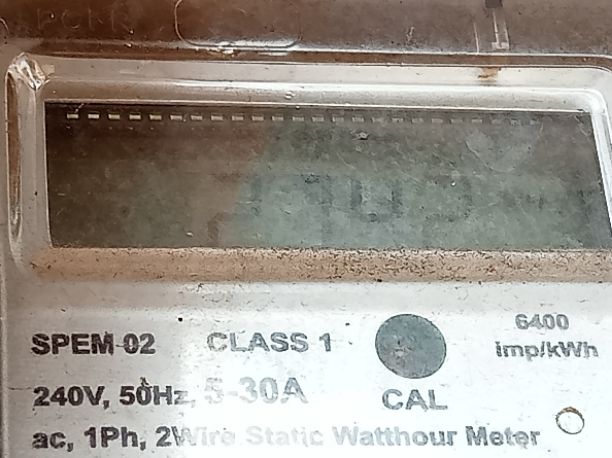 SPEM-02 CLASS 1
6400
imp/kWh
240V, 50Hz, 5-30A
CAL
ac, 1Ph, 2Wire Static Watthour Meter